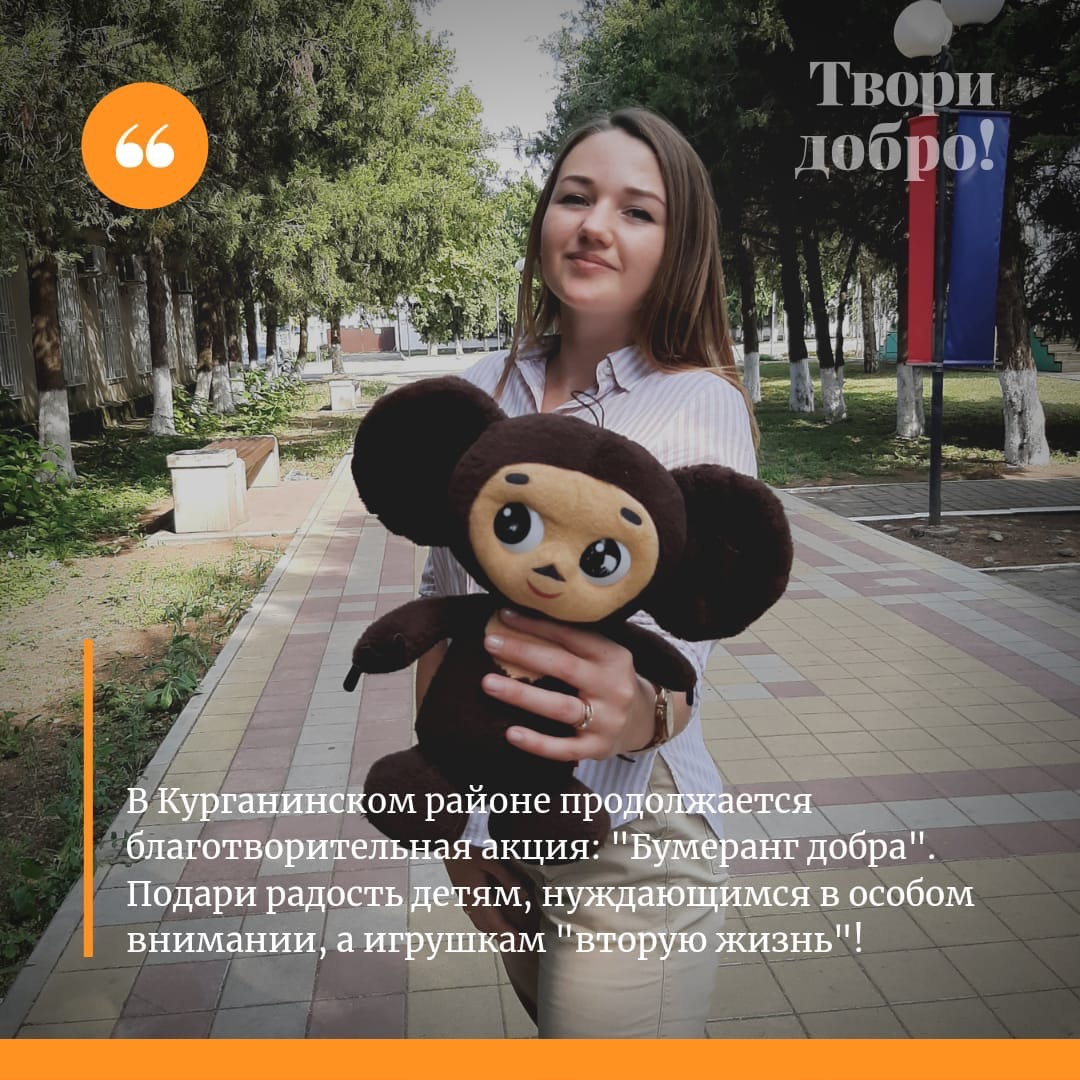 Твори
добро!
В Курганинском районе продолжается
благотворительная акция: "Бумеранг добра".
Подари радость детям, нуждающимся в особом
внимании, а игрушкам "вторую жизнь"!